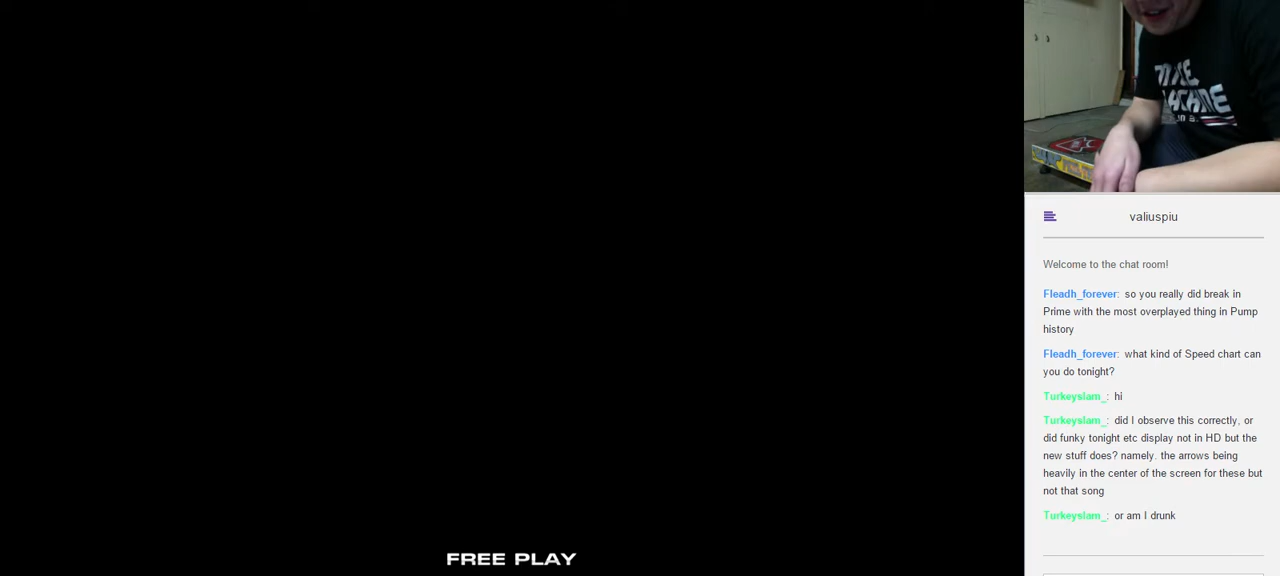 valiuspiu
Welcome to the chat room!
Fleadh_forever: so you really did break in
Prime with the most overplayed thing in Pump
history
Fleadh_forever: what kind of Speed chart can
you do tonight?
Turkeyslam_: hi
Turkeyslam_: did I observe this correctly, or
did funky tonight etc display not in HD but the
new stuff does? namely. the arrows being
heavily in the center of the screen for these but
not that song
Turkeyslam_: or am I drunk
FREE PLAY